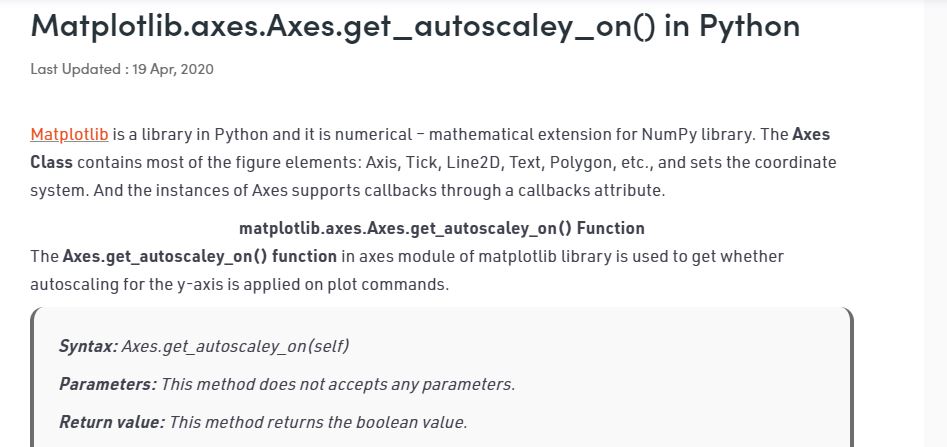 Matplotlib.axes.Axes.get_autoscaley_on() in Python
Last Updated : 19 Apr, 2020
Matplotlib is a library in Python and it is numerical – mathematical extension for NumPy library. The Axes
Class contains most of the figure elements: Axis, Tick, Line2D, Text, Polygon, etc., and sets the coordinate
system. And the instances of Axes supports callbacks through a callbacks attribute.
matplotlib.axes.Axes.get_autoscaley_on() Function
The Axes.get_autoscaley_on() function in axes module of matplotlib library is used to get whether
autoscaling for the y-axis is applied on plot commands.
Syntax: Axes.get_autoscaley_on(self)
Parameters: This method does not accepts any parameters.
Return value: This method returns the boolean value.